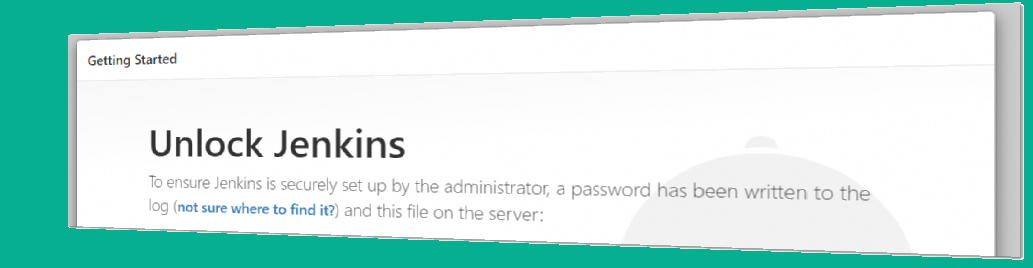 Getting Started
Unlock Jenkins
To ensure Jenkins is securely set up by the administrator, a password has been written to the
log (not sure where to find it?) and this file on the server: